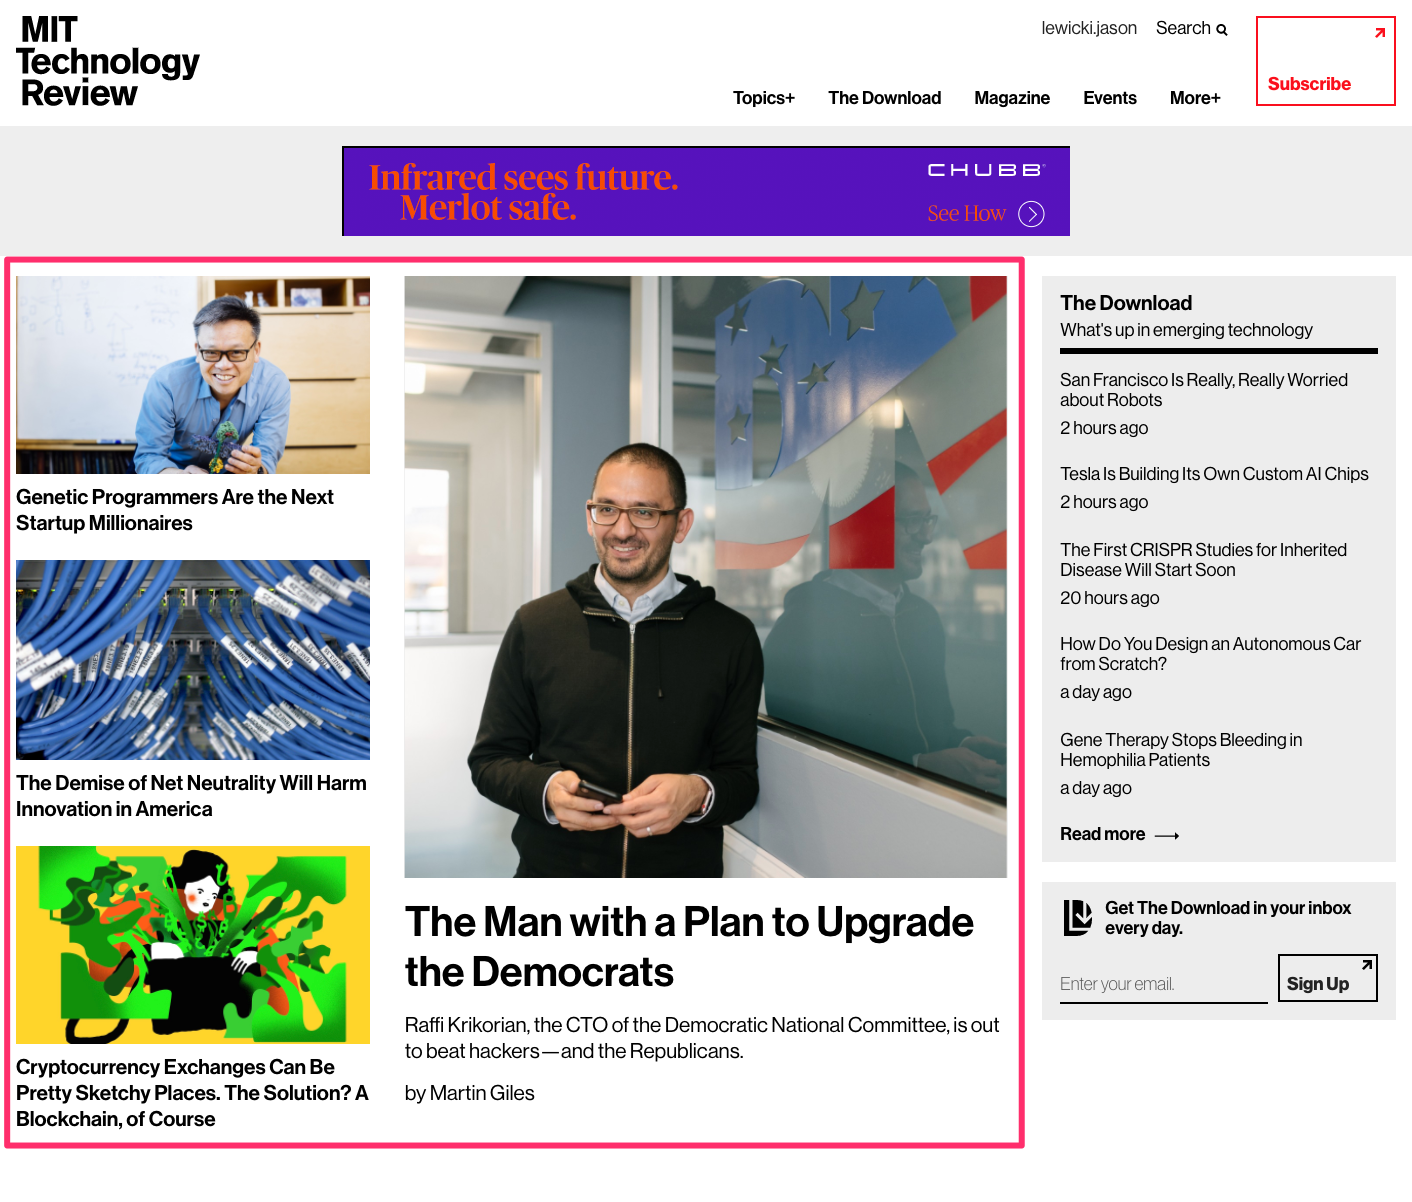 MIT
Technology
Review
lewicki.jason
Search
Subscribe
Topics+
The Download
Magazine
Events
More+
Infrared sees future.
Merlot safe.
CHUBB
See How
Genetic Programmers Are the Next
Startup Millionaires
The Demise of Net Neutrality Will Harm
Innovation in America
Cryptocurrency Exchanges Can Be
Pretty Sketchy Places. The Solution? A
Blockchain, of Course
The Man with a Plan to Upgrade
the Democrats
Raffi Krikorian, the CTO of the Democratic National Committee, is out
to beat hackers—and the Republicans.
by Martin Giles
The Download
What's up in emerging technology
San Francisco Is Really, Really Worried
about Robots
2 hours ago
Tesla Is Building Its Own Custom AI Chips
2 hours ago
The First CRISPR Studies for Inherited
Disease Will Start Soon
20 hours ago
How Do You Design an Autonomous Car
from Scratch?
a day ago
Gene Therapy Stops Bleeding in
Hemophilia Patients
a day ago
Read more
Get The Download in your inbox
every day.
Enter your email.
Sign Up